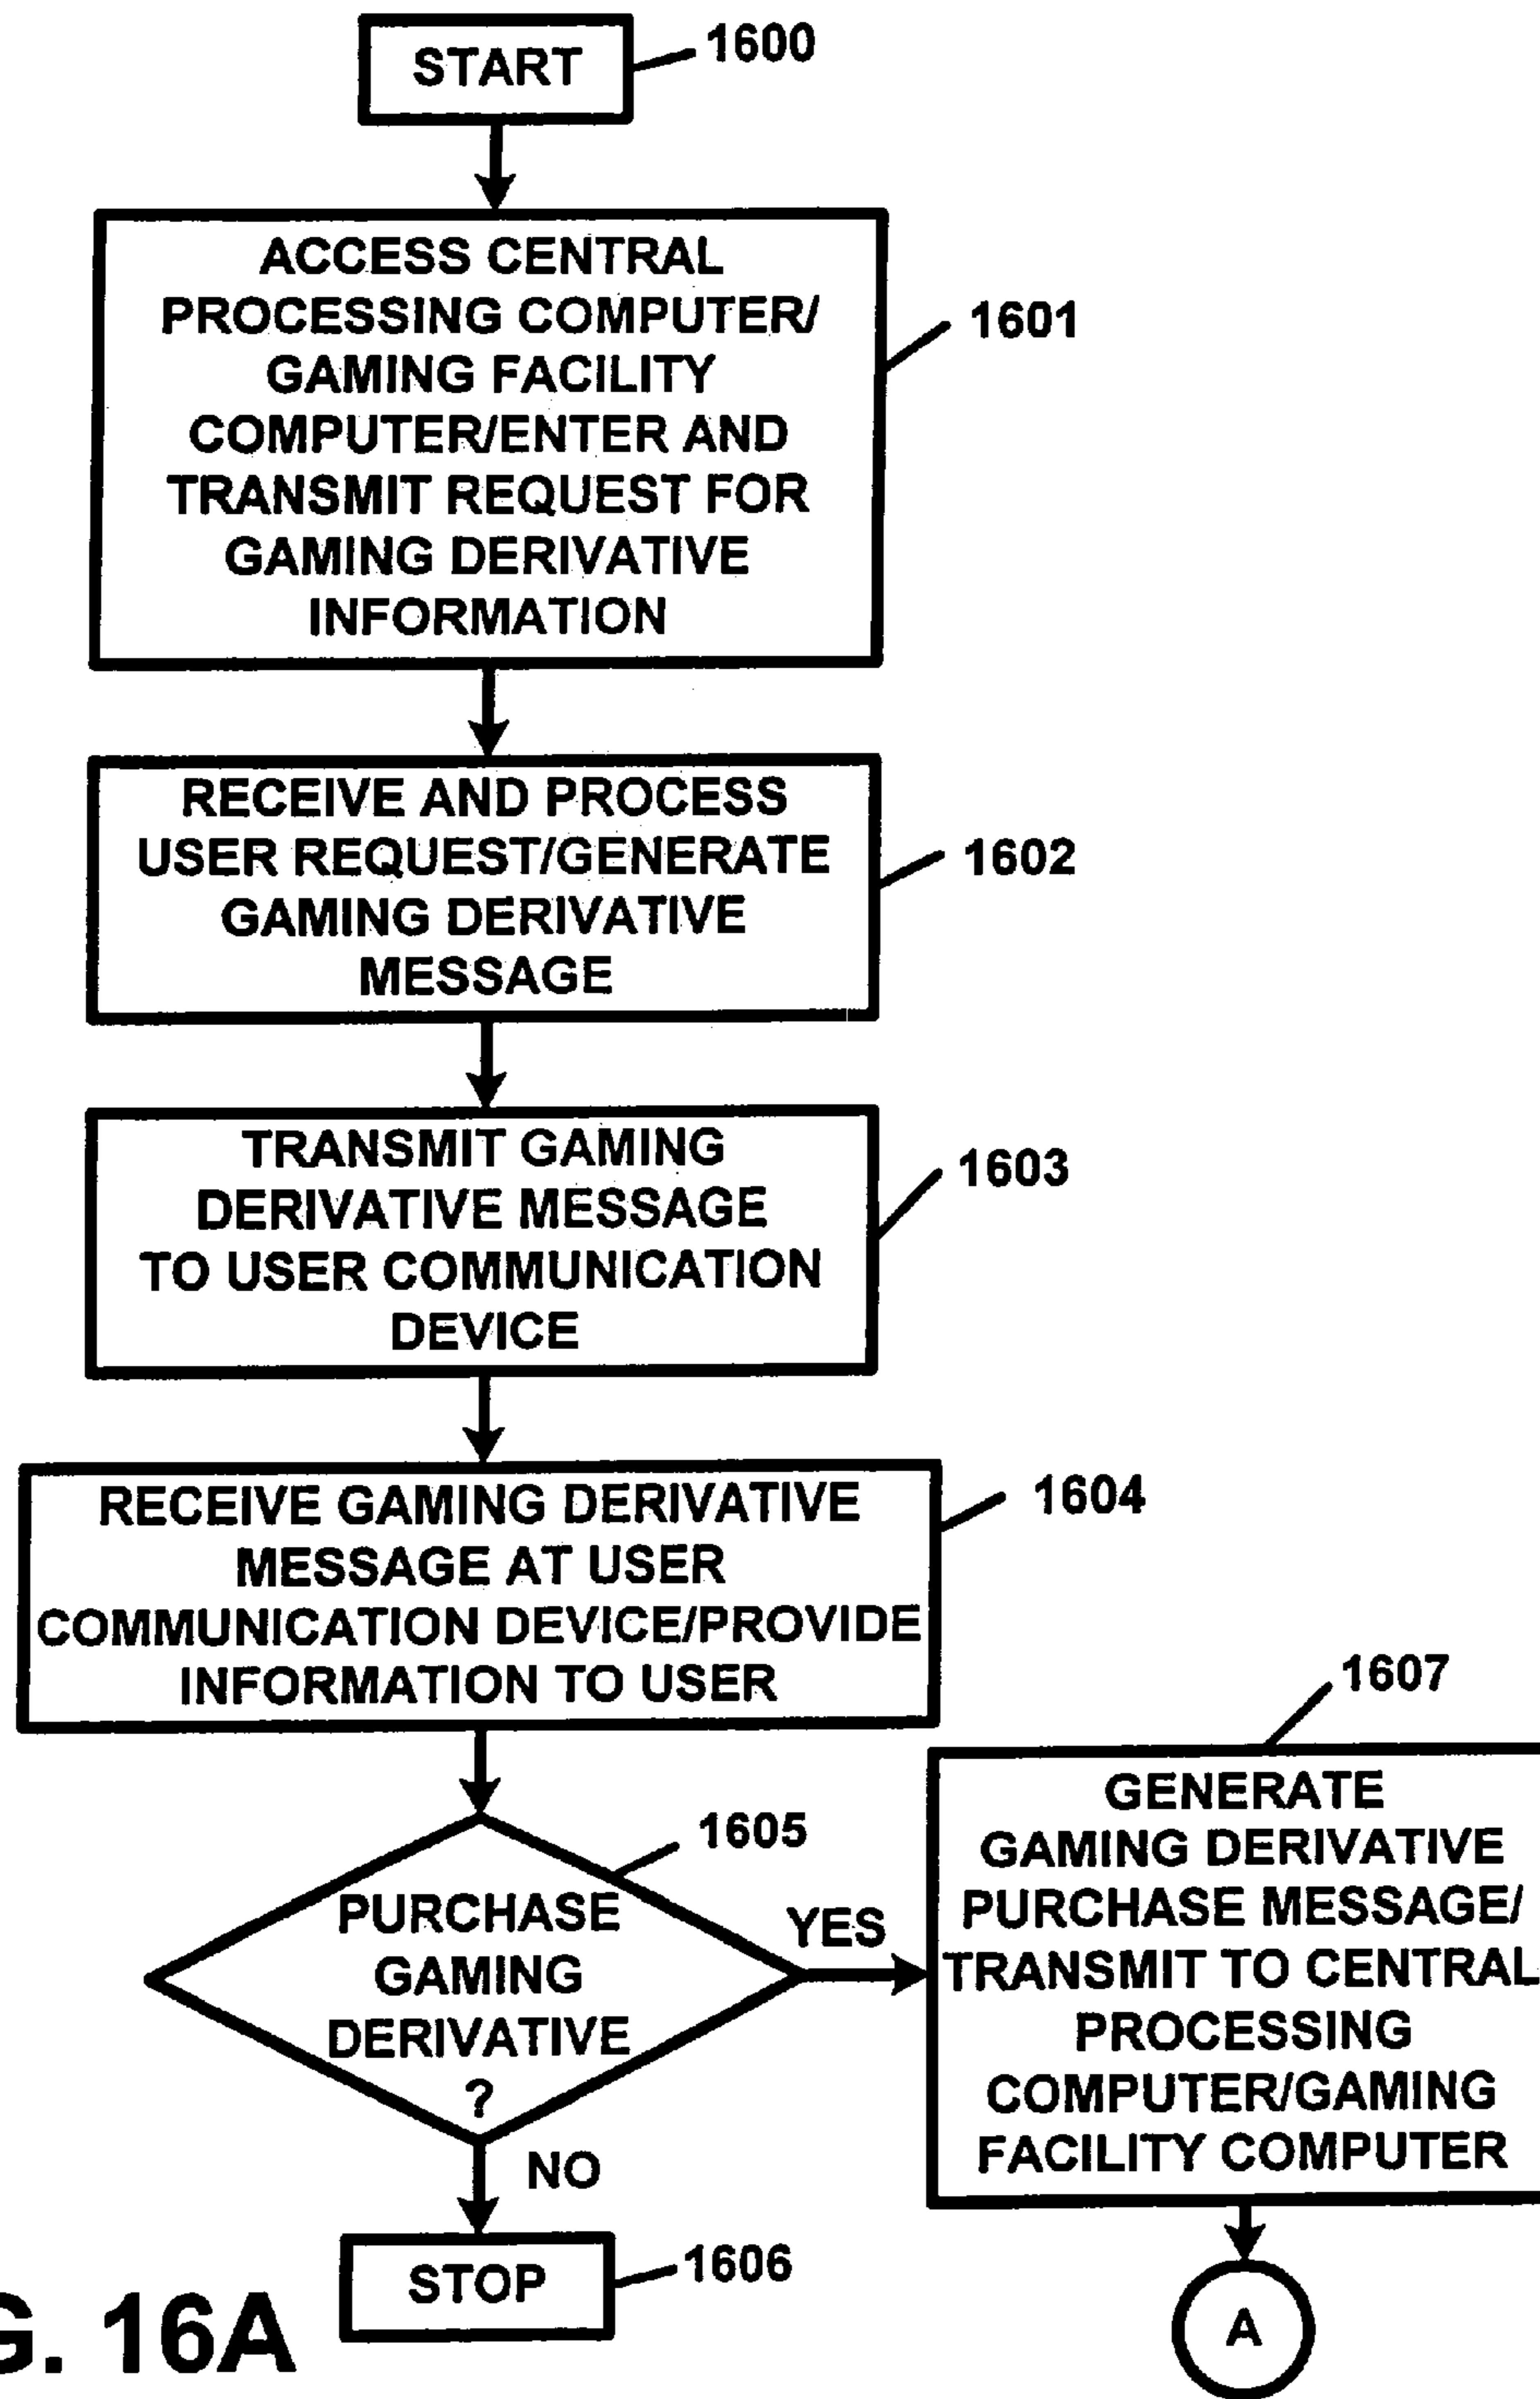 START
1600
ACCESS CENTRAL
PROCESSING COMPUTER/
GAMING FACILITY
COMPUTER/ENTER AND
TRANSMIT REQUEST FOR
GAMING DERIVATIVE
INFORMATION
1601
RECEIVE AND PROCESS
USER REQUEST/GENERATE
GAMING DERIVATIVE
MESSAGE
1602
TRANSMIT GAMING
DERIVATIVE MESSAGE
TO USER COMMUNICATION
DEVICE
1603
RECEIVE GAMING DERIVATIVE
MESSAGE AT USER
COMMUNICATION DEVICE/PROVIDE
INFORMATION TO USER
1604
PURCHASE
GAMING
DERIVATIVE
?
1605
YES
NO
1607
GENERATE
GAMING DERIVATIVE
PURCHASE MESSAGE/
TRANSMIT TO CENTRAL
PROCESSING
COMPUTER/GAMING
FACILITY COMPUTER
STOP
1606
A
G. 16A